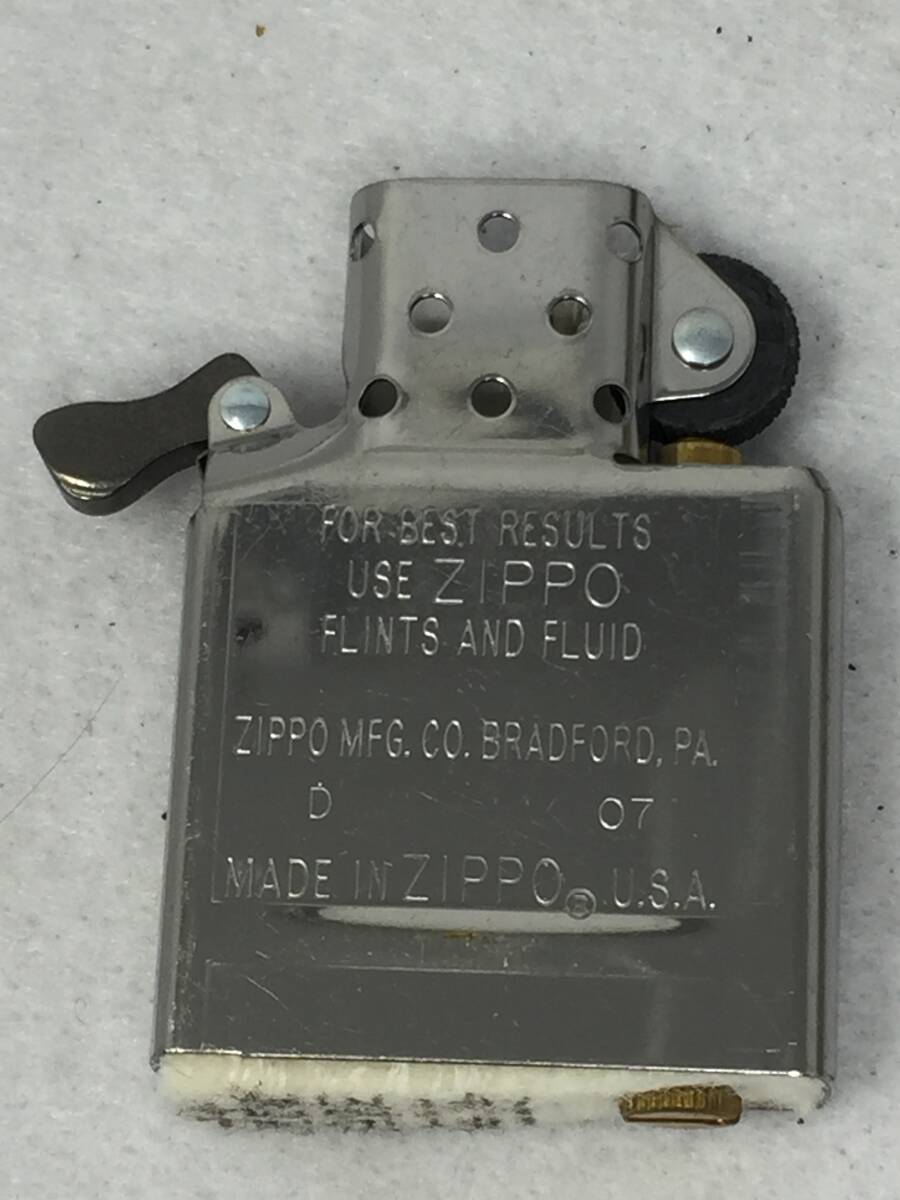 FOR BEST RESULTS
USE ZIPPO
FLINTS AND FLUID
ZIPPO MFG. CO. BRADFORD, PA.
D 07
MADE IN ZIPPO® U.S.A.